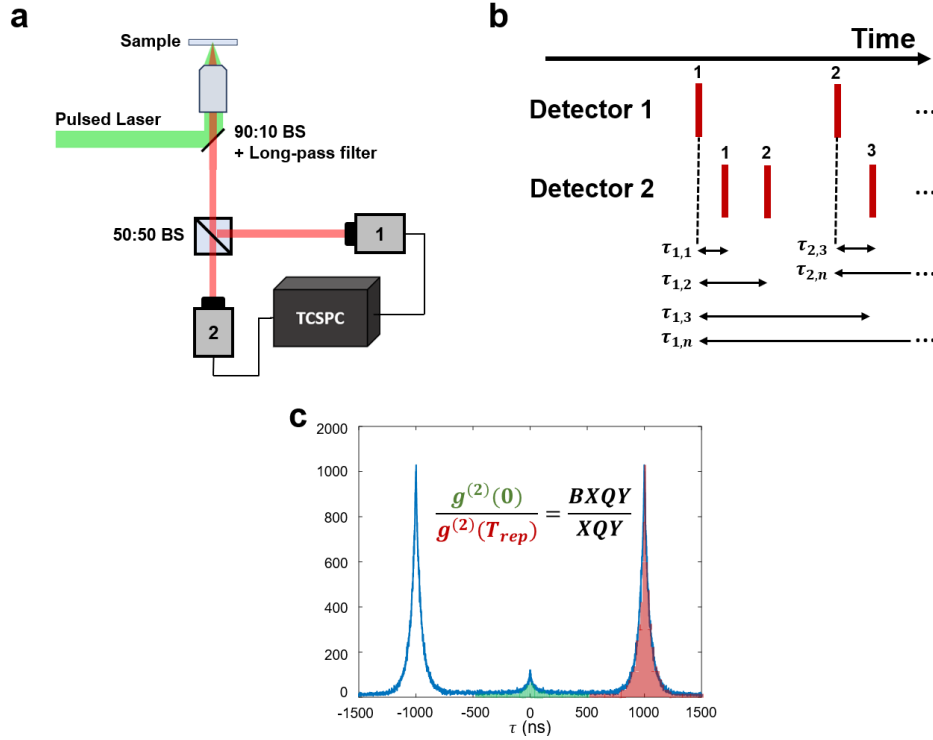 a
Sample
Pulsed Laser
90:10 BS
+ Long-pass filter
50:50 BS
1
2
TCSPC
b
Time
1
2
Detector 1
...
1
2
3
Detector 2
...
τ1,1
τ2,3
τ1,2
τ2,n
...
τ1,3
τ1,n
...
c
2000
1000
800
600
400
200
0
g(2)(0)
g(2)(Trep)
=
BXQY
XQY
-1500
-1000
-500
0
500
1000
1500
τ (ns)